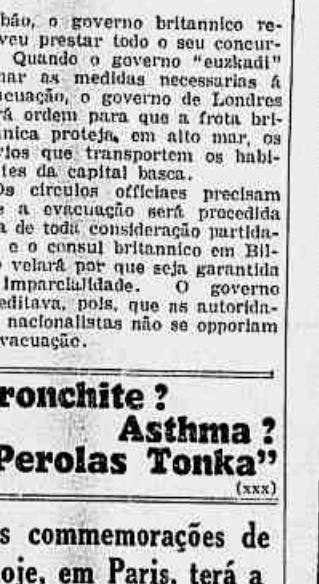 bão, o governo britannico re-
veu prestar todo o seu concur-
Quando o governo "euzkadi"
nar as medidas necessarias á
cuação, o governo de Londres
rá ordem para que a frota bri-
nnica proteja, em alto mar, os
ios que transportem os habi-
tes da capital basca.
Os circulos officiaes precisam
e a evacuação será procedida
a de toda consideração partida-
e o consul britannico em Bil-
velará por que seja garantida
imparcialidade. O governo
editava, pois, que as autorida-
nacionalistas não se opporiam
vacuação.
ronchite ?
Asthma ?
Perolas Tonka"
(xxx)
s commemorações de
oje, em Paris, terá a